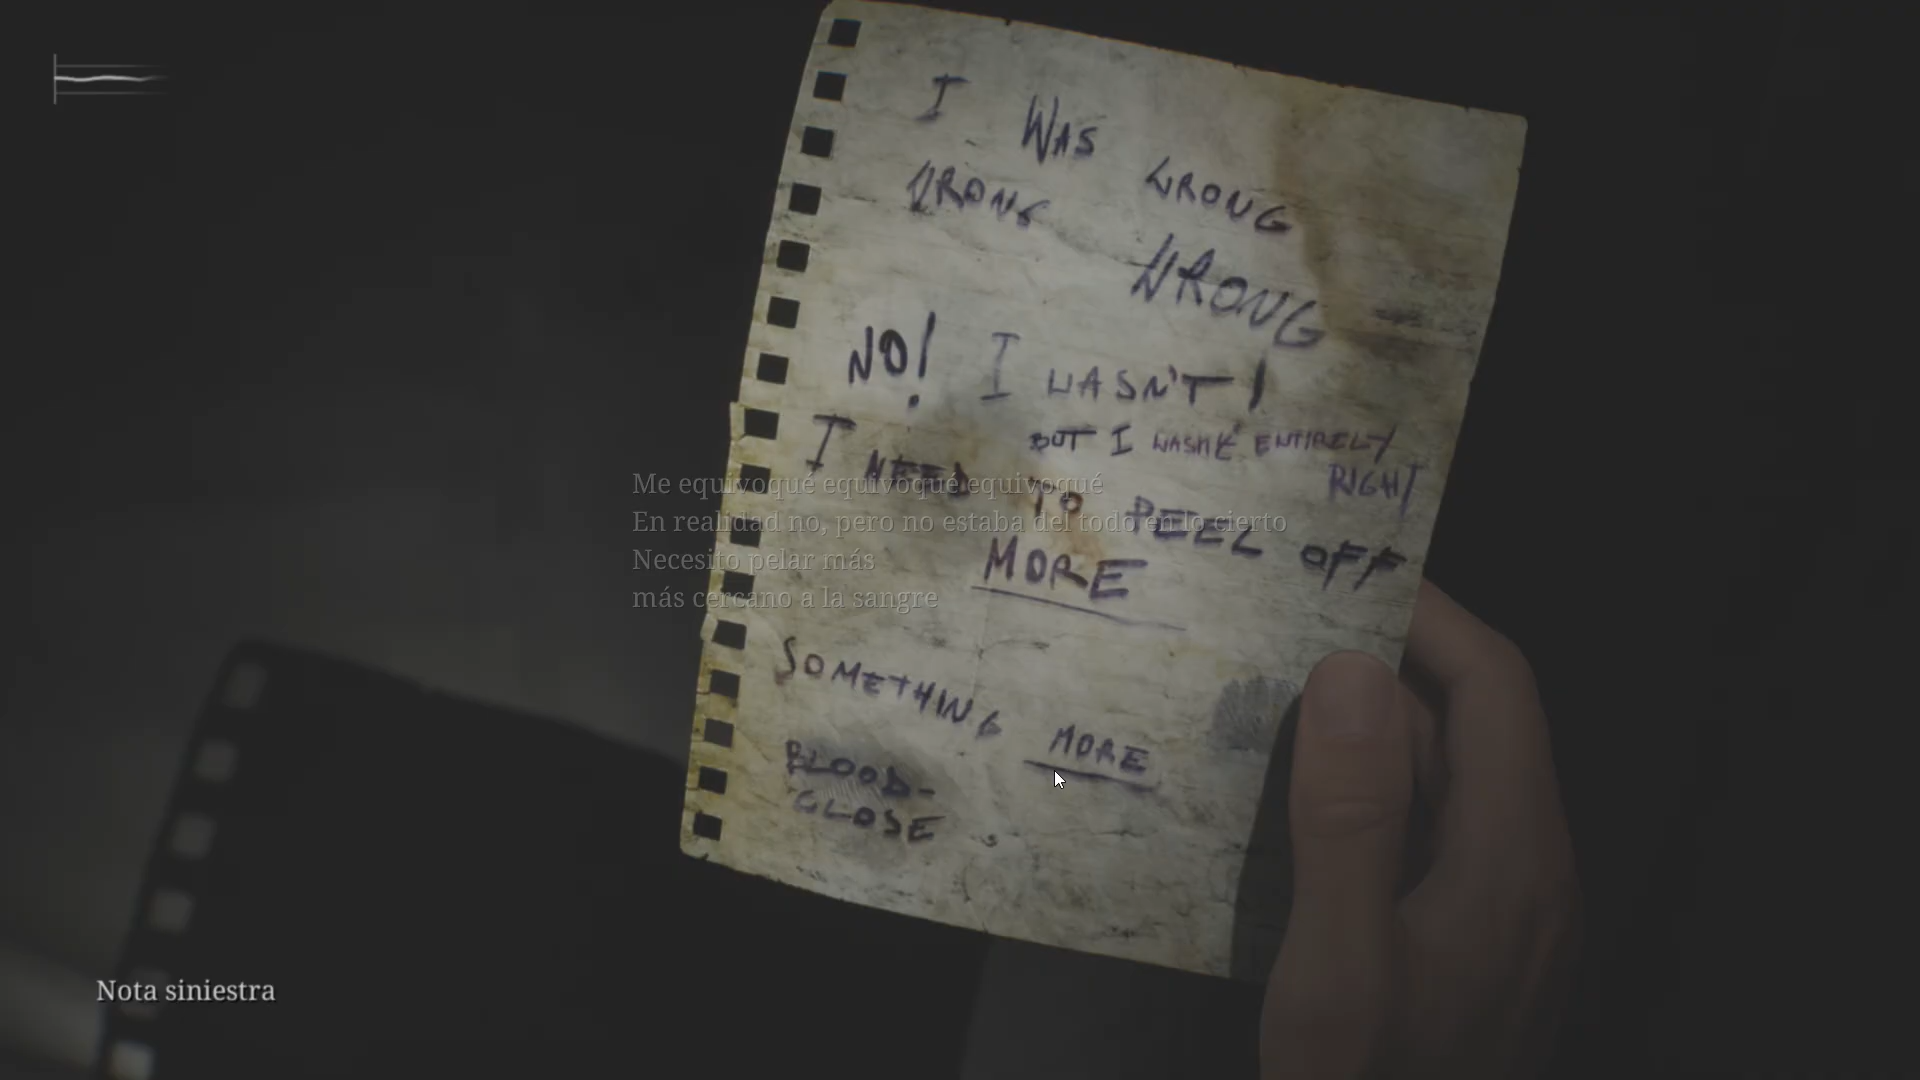 I WAS WRONG
WRONG
WRONG
NO! I WASN'T!
BUT I WASN'T ENTIRELY
RIGHT
I NEED TO PEEL OFF
MORE
SOMETHING MORE
BLOOD-
CLOSE
Me equivoqué equivoqué equivoqué
En realidad no, pero no estaba del todo en lo sierto
Necesito pelar más
más cercano a la sangre
Nota siniestra